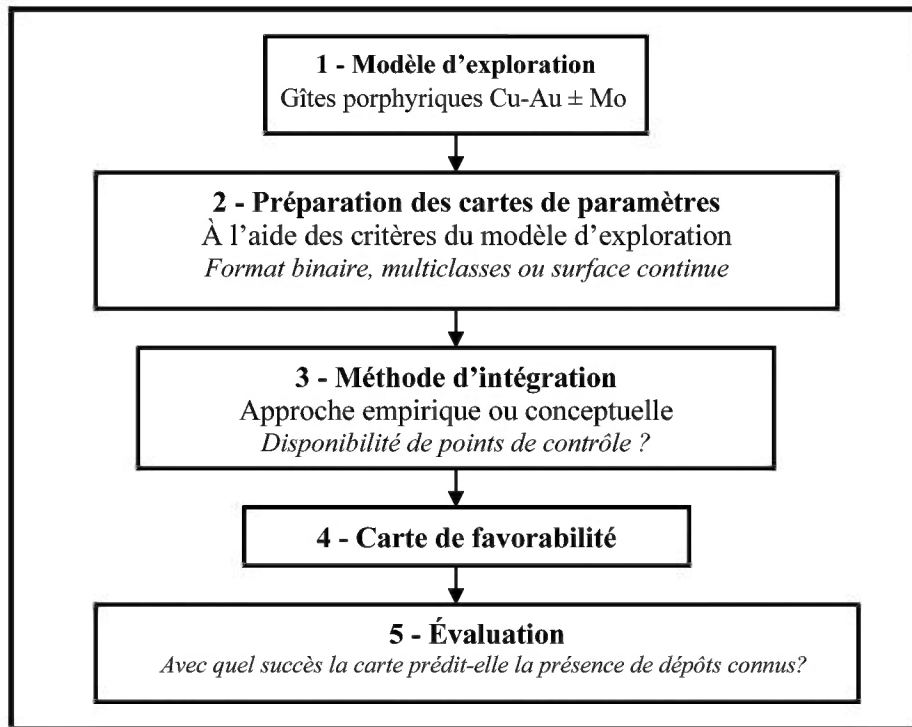 1 - Modèle d’exploration
Gîtes porphyriques Cu-Au ± Mo
2 - Préparation des cartes de paramètres
À l’aide des critères du modèle d’exploration
Format binaire, multiclasses ou surface continue
3 - Méthode d’intégration
Approche empirique ou conceptuelle
Disponibilité de points de contrôle ?
4 - Carte de favorabilité
5 - Évaluation
Avec quel succès la carte prédit-elle la présence de dépôts connus?